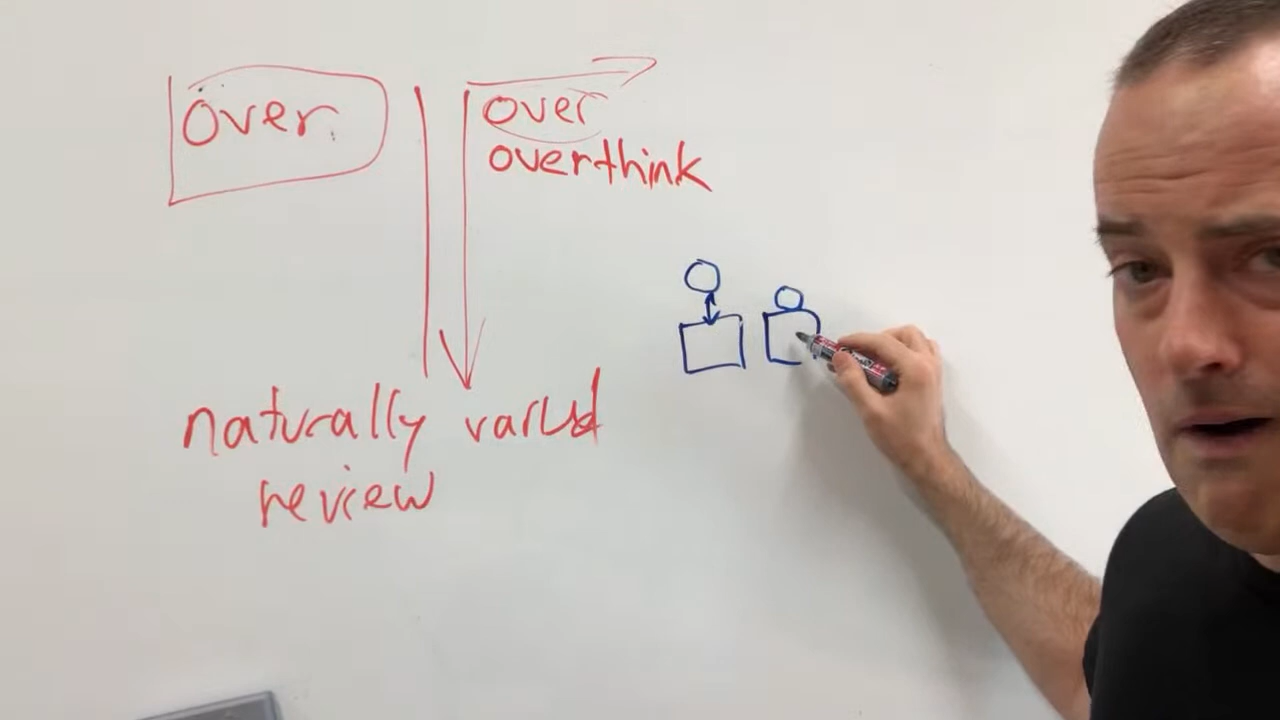 over
over
overthink
naturally varied
review